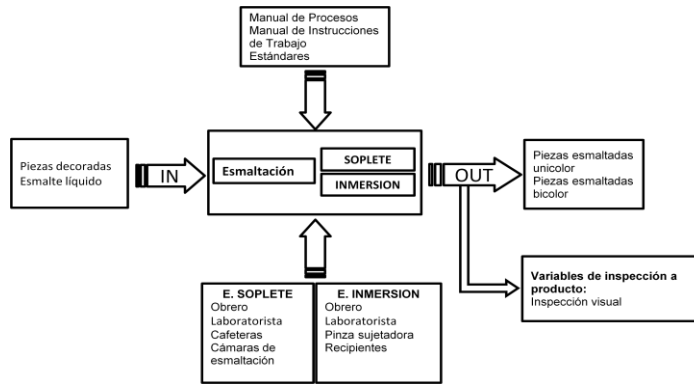 Manual de Procesos
Manual de Instrucciones
de Trabajo
Estándares
Piezas decoradas
Esmalte líquido
IN
Esmaltación
SOPLETE
INMERSION
OUT
Piezas esmaltadas
unicolor
Piezas esmaltadas
bicolor
Variables de inspección a
producto:
Inspección visual
E. SOPLETE
Obrero
Laboratorista
Cafeteras
Cámaras de
esmaltación
E. INMERSION
Obrero
Laboratorista
Pinza sujetadora
Recipientes